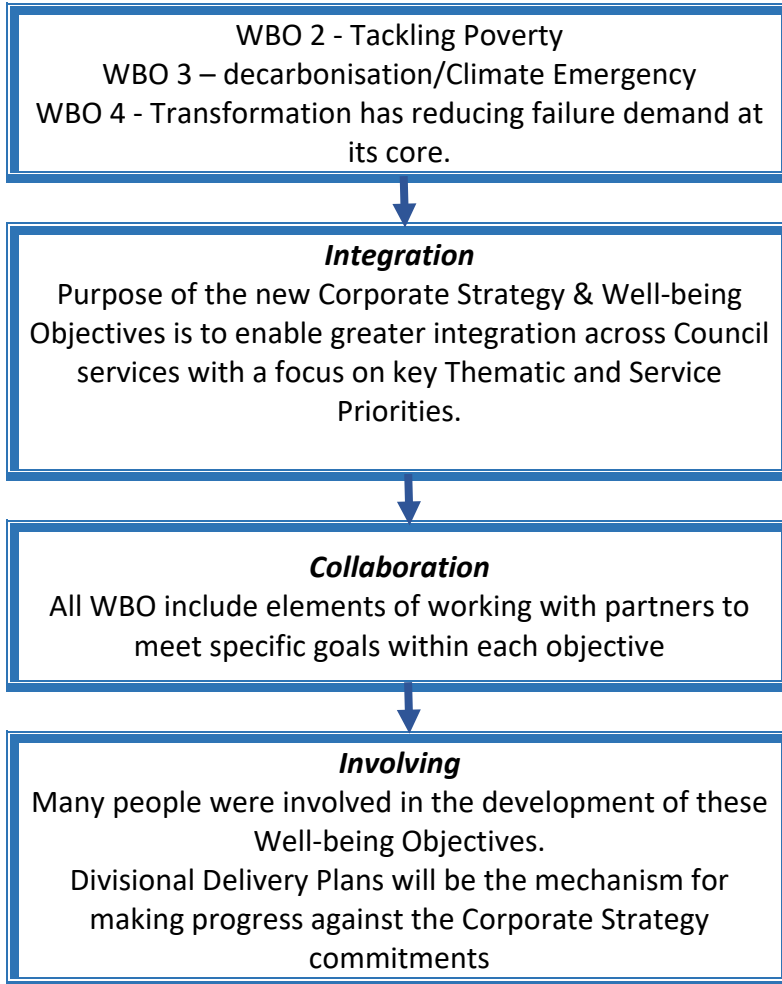 WBO 2 - Tackling Poverty
WBO 3 – decarbonisation/Climate Emergency
WBO 4 - Transformation has reducing failure demand at
its core.
Integration
Purpose of the new Corporate Strategy & Well-being
Objectives is to enable greater integration across Council
services with a focus on key Thematic and Service
Priorities.
Collaboration
All WBO include elements of working with partners to
meet specific goals within each objective
Involving
Many people were involved in the development of these
Well-being Objectives.
Divisional Delivery Plans will be the mechanism for
making progress against the Corporate Strategy
commitments